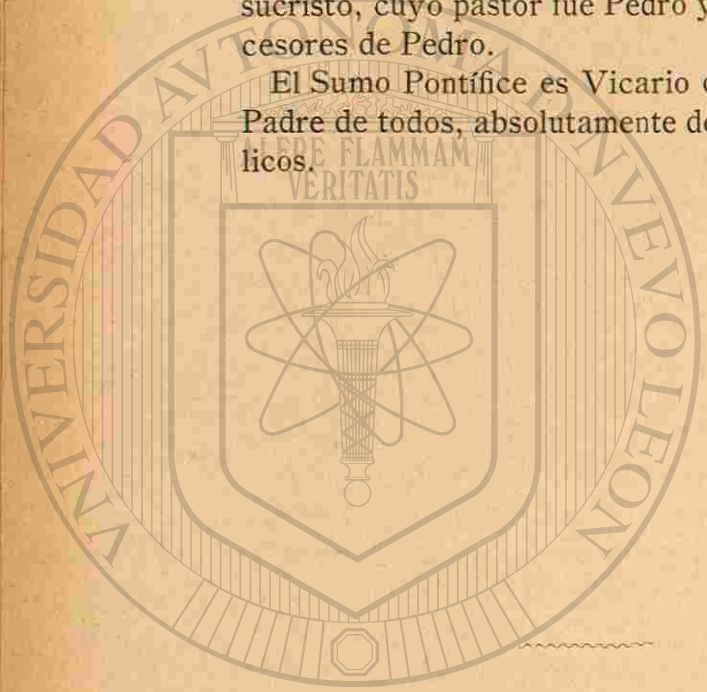 sucristo, cuyo pastor fue Pedro y
cesores de Pedro.
El Sumo Pontífice es Vicario
Padre de todos, absolutamente
licos.
UNIVERSIDAD AUTONOMA DE NUEVO LEON
ALERE FLAMMAM
VERITATIS